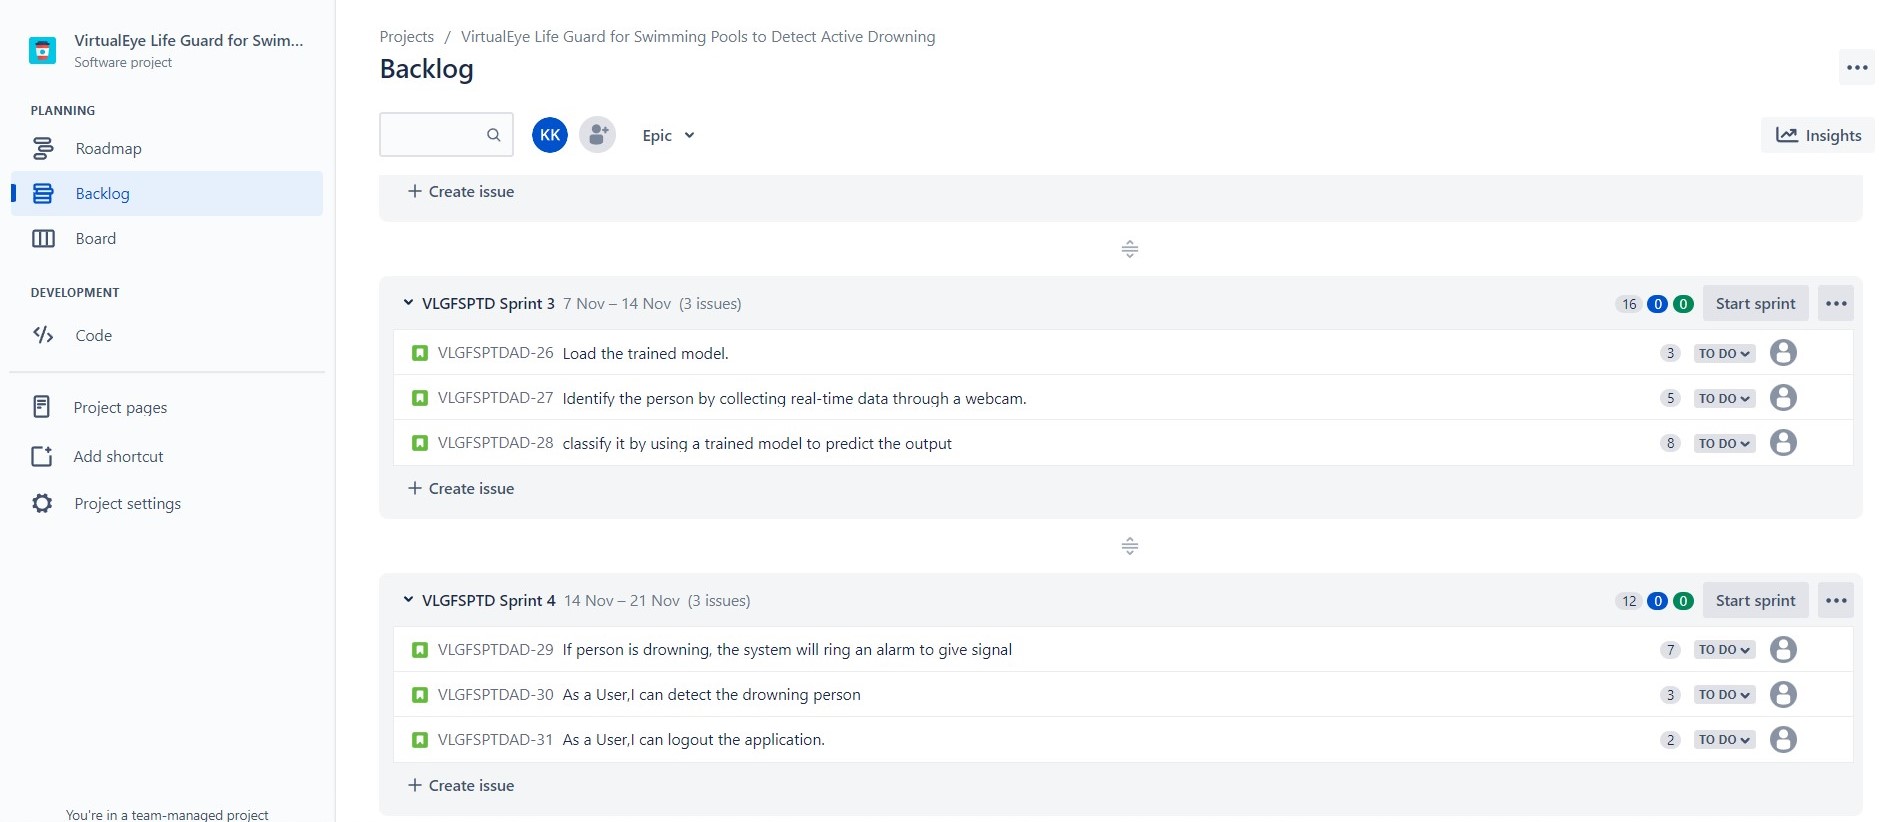 VirtualEye Life Guard for Swim...
Software project
PLANNING
Roadmap
Backlog
Board
DEVELOPMENT
Code
Project pages
Add shortcut
Project settings
You're in a team-managed project
Projects / VirtualEye Life Guard for Swimming Pools to Detect Active Drowning
Backlog
KK Epic Insights
+ Create issue
VLGFSPTD Sprint 3 7 Nov – 14 Nov (3 issues) 16 0 0 Start sprint
VLGFSPTDAD-26 Load the trained model. 3 TO DO
VLGFSPTDAD-27 Identify the person by collecting real-time data through a webcam. 5 TO DO
VLGFSPTDAD-28 classify it by using a trained model to predict the output 8 TO DO
+ Create issue
VLGFSPTD Sprint 4 14 Nov – 21 Nov (3 issues) 12 0 0 Start sprint
VLGFSPTDAD-29 If person is drowning, the system will ring an alarm to give signal 7 TO DO
VLGFSPTDAD-30 As a User,I can detect the drowning person 3 TO DO
VLGFSPTDAD-31 As a User,I can logout the application. 2 TO DO
+ Create issue